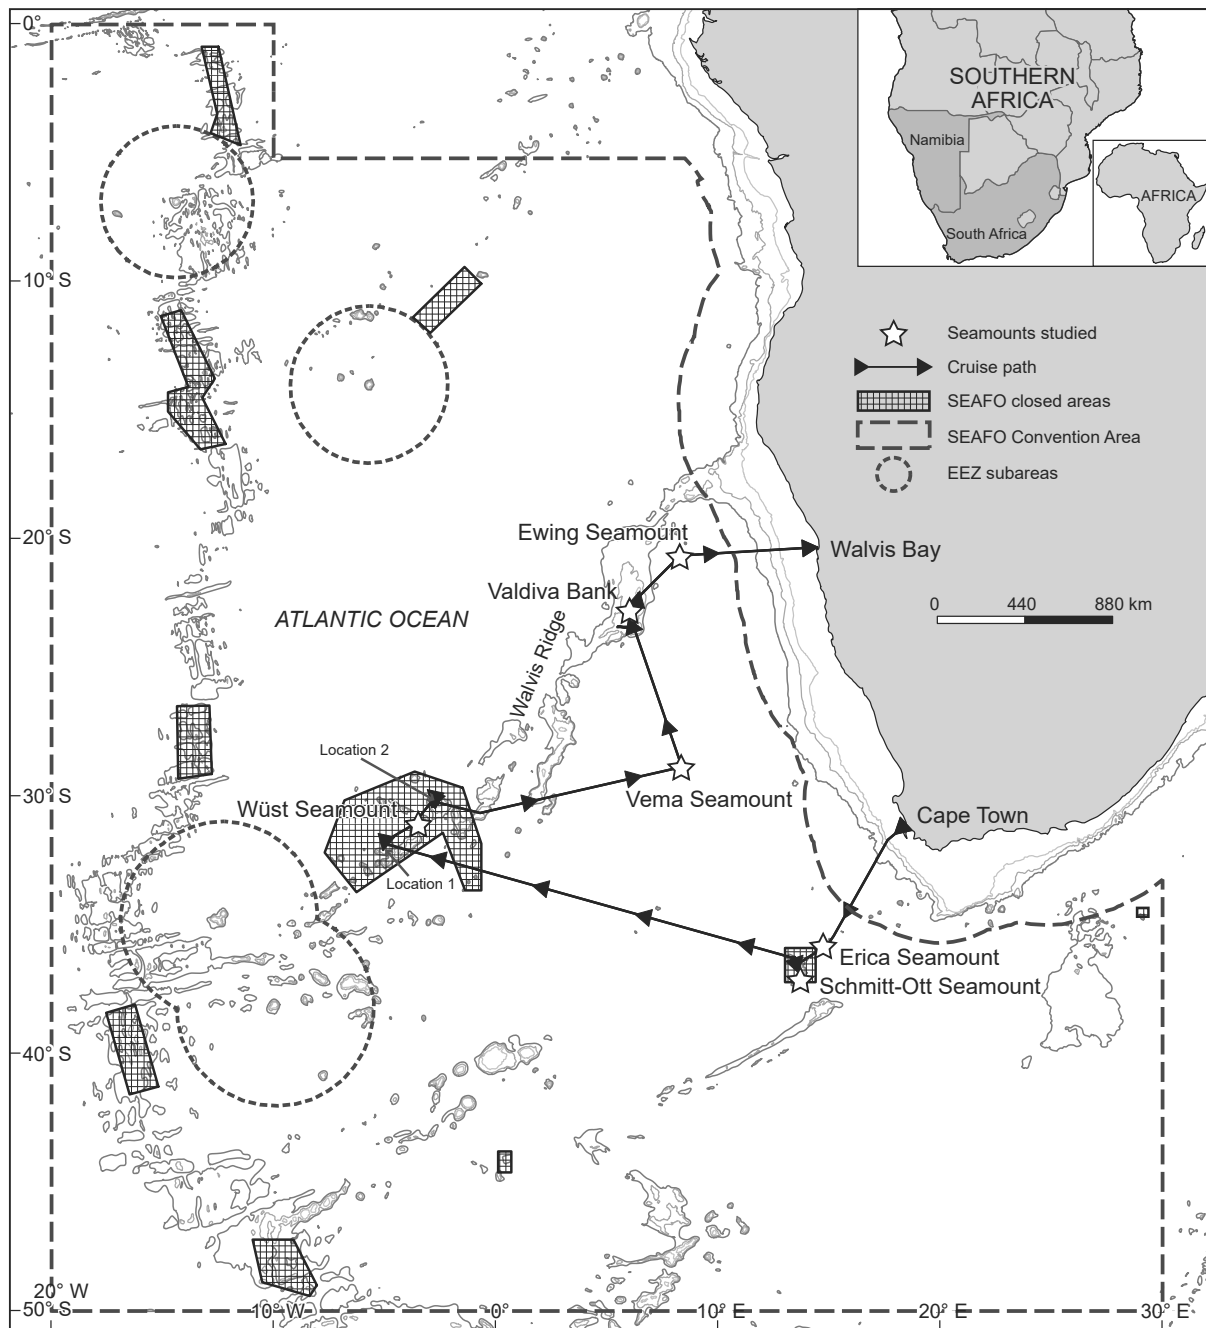 0°
10° S
20° S
30° S
40° S
50° S
20° W
10° W
0°
10° E
20° E
30° E
SOUTHERN
AFRICA
Namibia
South Africa
AFRICA
Seamounts studied
Cruise path
SEAFO closed areas
SEAFO Convention Area
EEZ subareas
Ewing Seamount
Walvis Bay
Valdiva Bank
0 440 880 km
ATLANTIC OCEAN
Walvis Ridge
Location 2
Wüst Seamount
Vema Seamount
Cape Town
Location 1
Erica Seamount
Schmitt-Ott Seamount